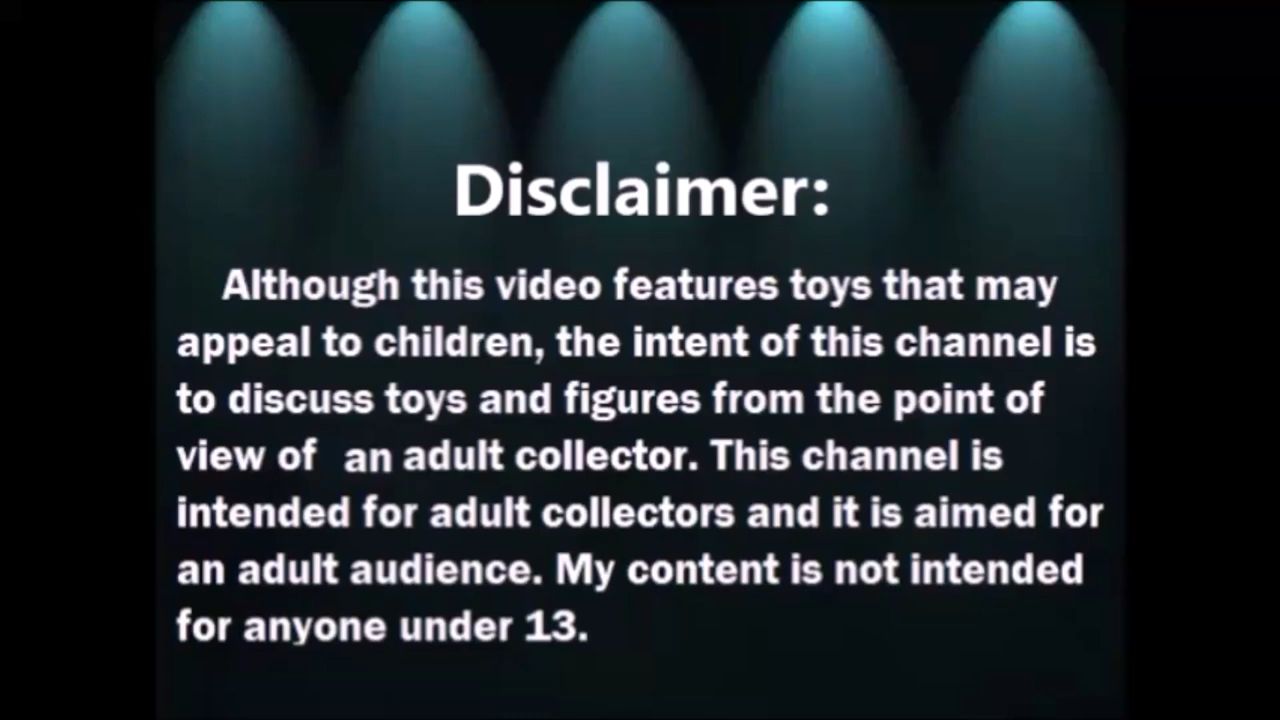 Disclaimer:
Although this video features toys that may
appeal to children, the intent of this channel is
to discuss toys and figures from the point of
view of an adult collector. This channel is
intended for adult collectors and it is aimed for
an adult audience. My content is not intended
for anyone under 13.